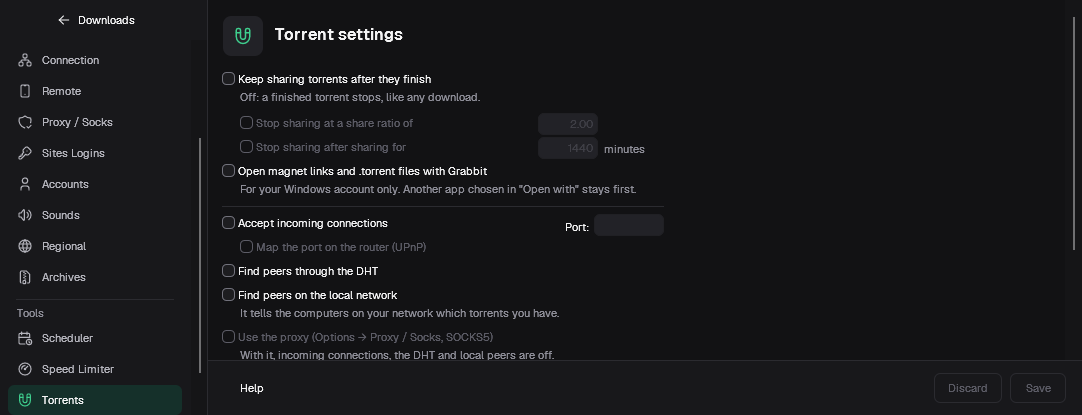 Downloads
Connection
Remote
Proxy / Socks
Sites Logins
Accounts
Sounds
Regional
Archives
Tools
Scheduler
Speed Limiter
Torrents
Torrent settings
Keep sharing torrents after they finish
Off: a finished torrent stops, like any download.
Stop sharing at a share ratio of 2.00
Stop sharing after sharing for 1440 minutes
Open magnet links and .torrent files with Grabbit
For your Windows account only. Another app chosen in "Open with" stays first.
Accept incoming connections Port:
Map the port on the router (UPnP)
Find peers through the DHT
Find peers on the local network
It tells the computers on your network which torrents you have.
Use the proxy (Options → Proxy / Socks, SOCKS5)
With it, incoming connections, the DHT and local peers are off.
Help Discard Save